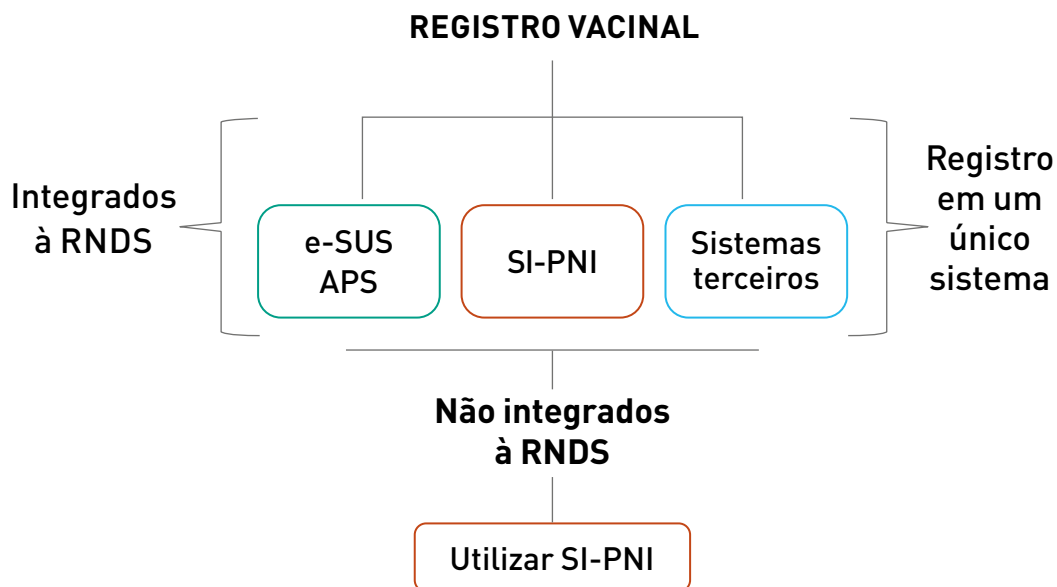 REGISTRO VACINAL
Integrados
à RNDS
e-SUS
APS
SI-PNI
Sistemas
terceiros
Registro
em um
único
sistema
Não integrados
à RNDS
Utilizar SI-PNI